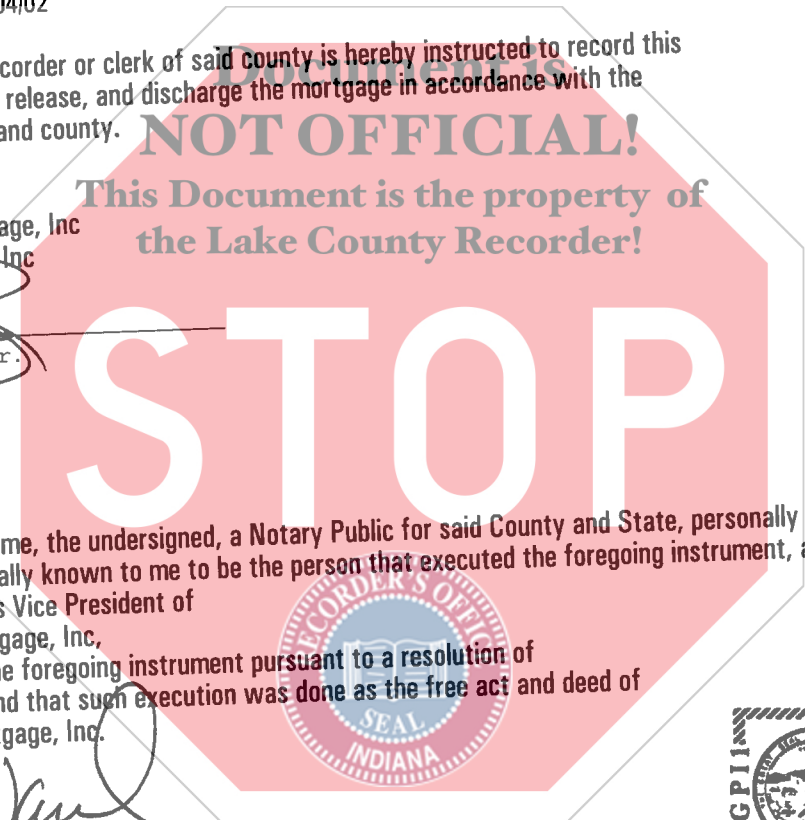 04/02
Document is
corder or clerk of said county is hereby instructed to record this
release, and discharge the mortgage in accordance with the
and county.
NOT OFFICIAL!
This Document is the property of
the Lake County Recorder!
age, Inc
Inc
r.
STOP
me, the undersigned, a Notary Public for said County and State, personally
ally known to me to be the person that executed the foregoing instrument, a
s Vice President of
gage, Inc,
e foregoing instrument pursuant to a resolution of
nd that such execution was done as the free act and deed of
gage, Inc.
RECORDER'S OFFICE
SEAL
INDIANA